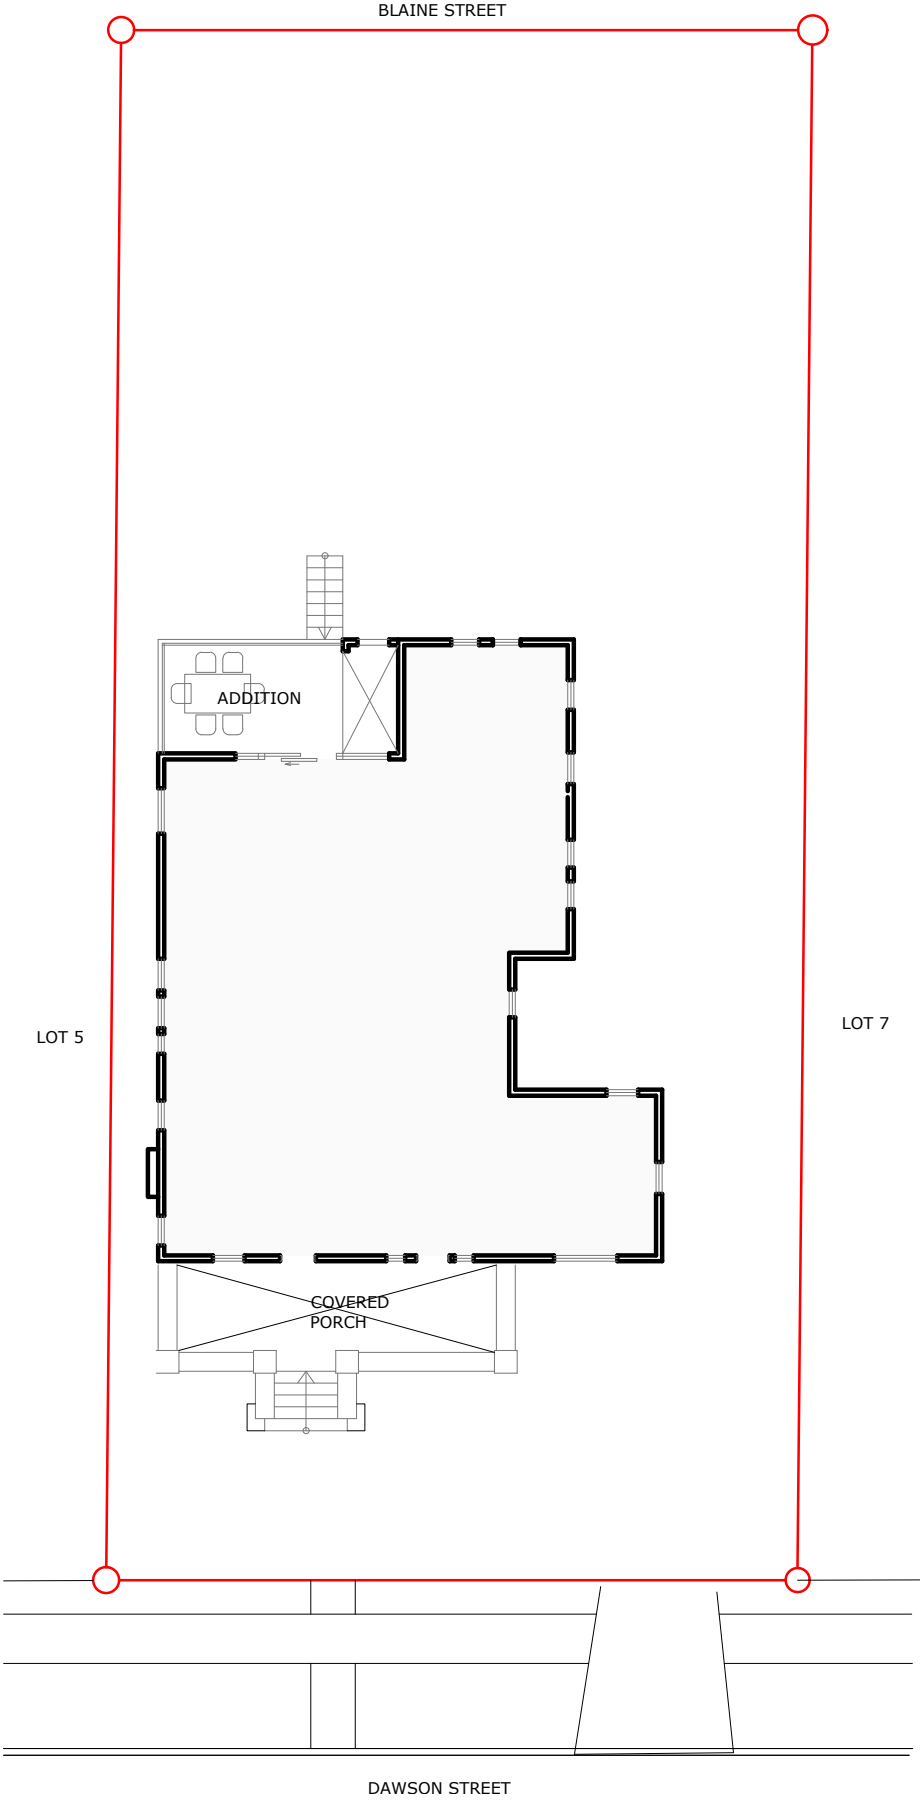 BLAINE STREET
ADDITION
LOT 5
LOT 7
COVERED
PORCH
DAWSON STREET